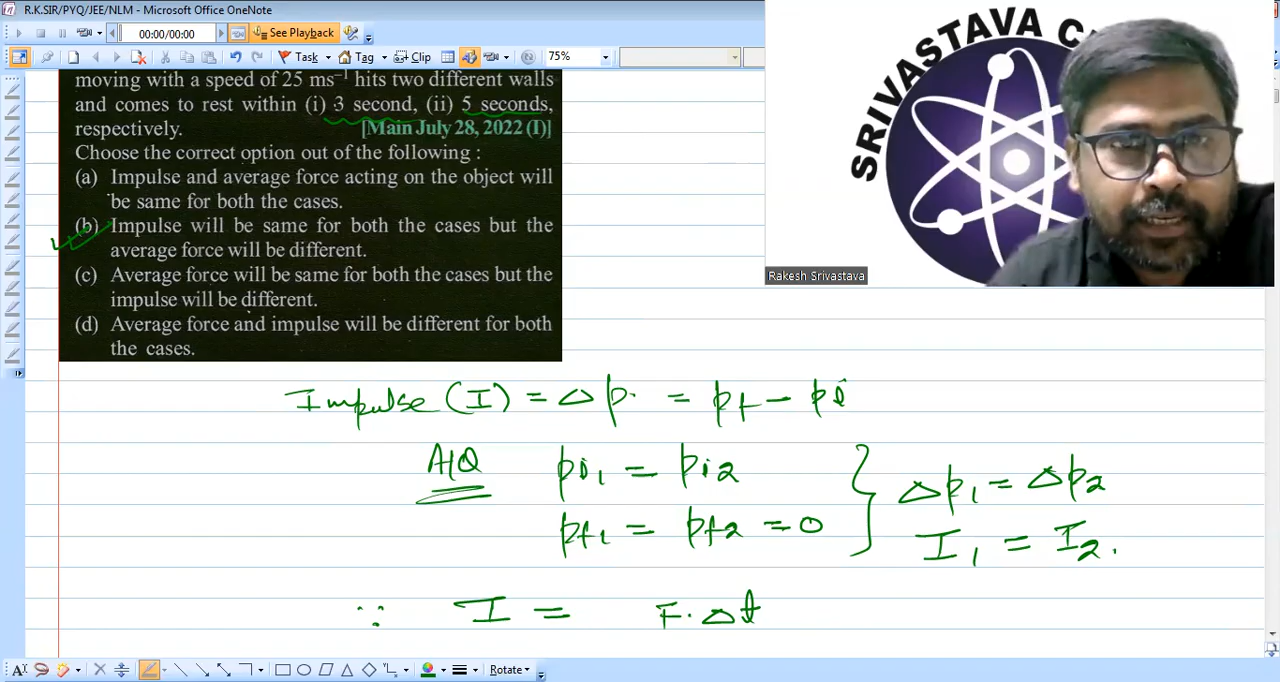 R.K.SIR/PYQ/JEE/NLM - Microsoft Office OneNote
00:00/00:00 See Playback
Task Tag Clip 75% Rotate
moving with a speed of 25 ms⁻¹ hits two different walls
and comes to rest within (i) 3 second, (ii) 5 seconds,
respectively. [Main July 28, 2022 (I)]
Choose the correct option out of the following :
(a) Impulse and average force acting on the object will
be same for both the cases.
(b) Impulse will be same for both the cases but the
average force will be different.
(c) Average force will be same for both the cases but the
impulse will be different.
(d) Average force and impulse will be different for both
the cases.
SRIVASTAVA C
Rakesh Srivastava
Impulse (I) = Δp. = pf - pi
A/Q pi1 = pi2
pf1 = pf2 = 0
Δp1 = Δp2
I1 = I2.
∵ I = F. Δt